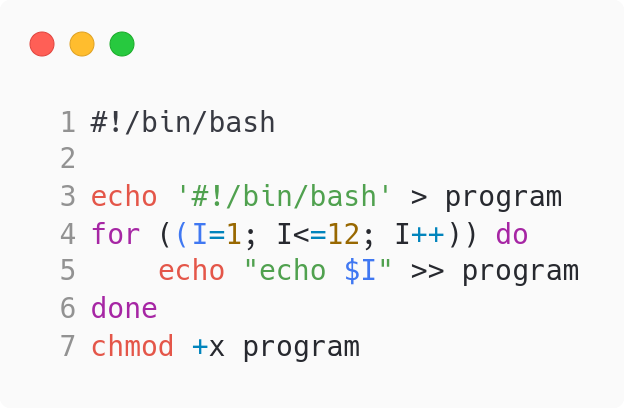 1 #!/bin/bash
2
3 echo '#!/bin/bash' > program
4 for ((I=1; I<=12; I++)) do
5     echo "echo $I" >> program
6 done
7 chmod +x program